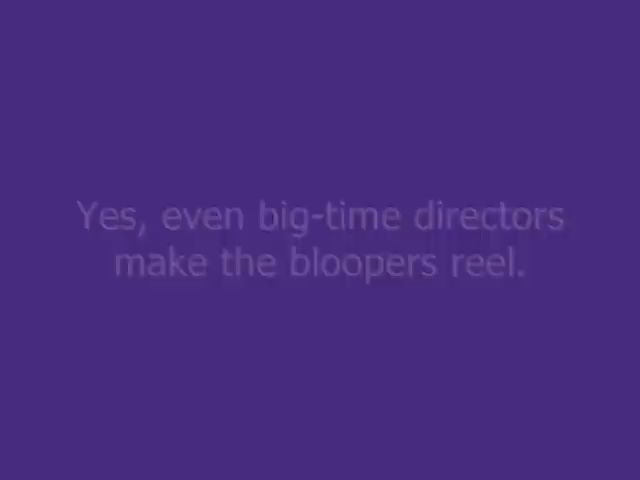 Yes, even big-time directors
make the bloopers reel.